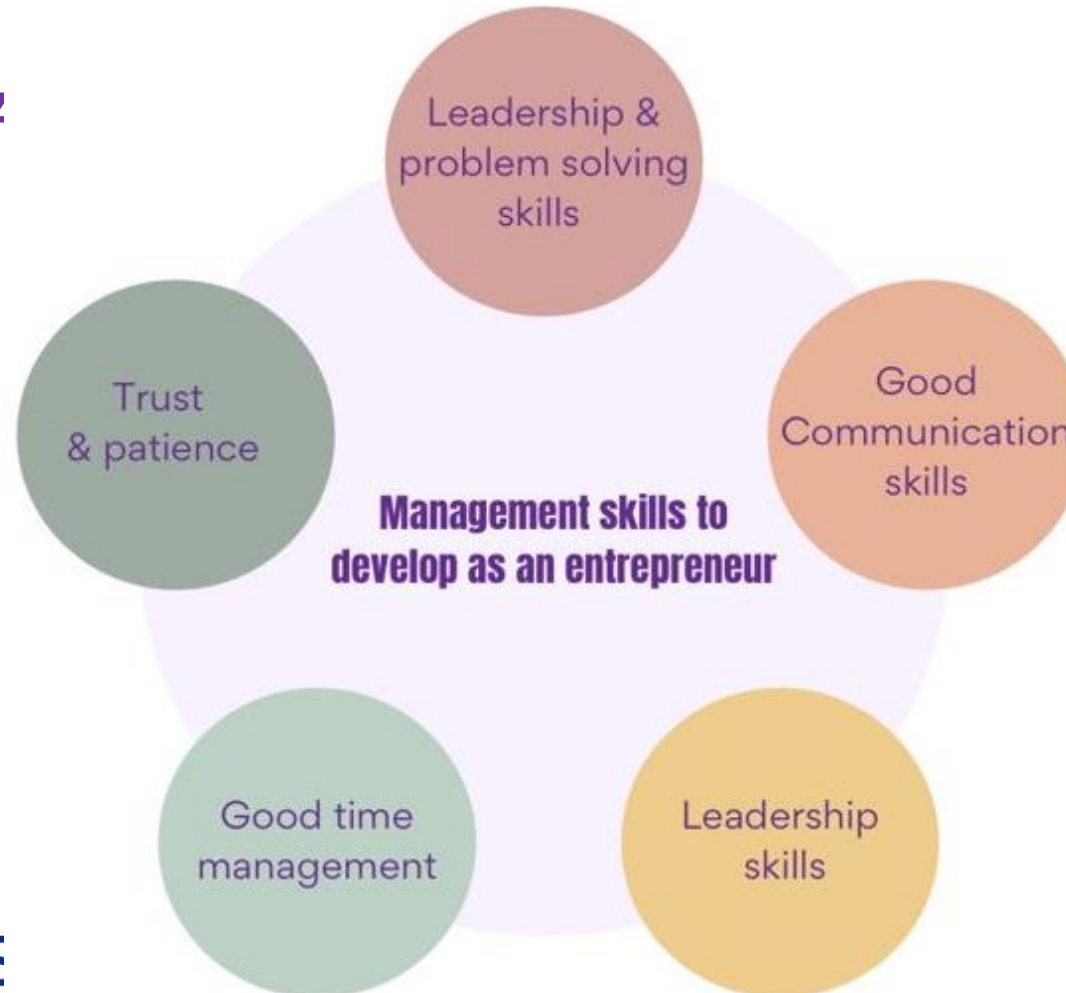 Leadership &
problem solving
skills
Good
Communication
skills
Trust
& patience
Management skills to
develop as an entrepreneur
Good time
management
Leadership
skills